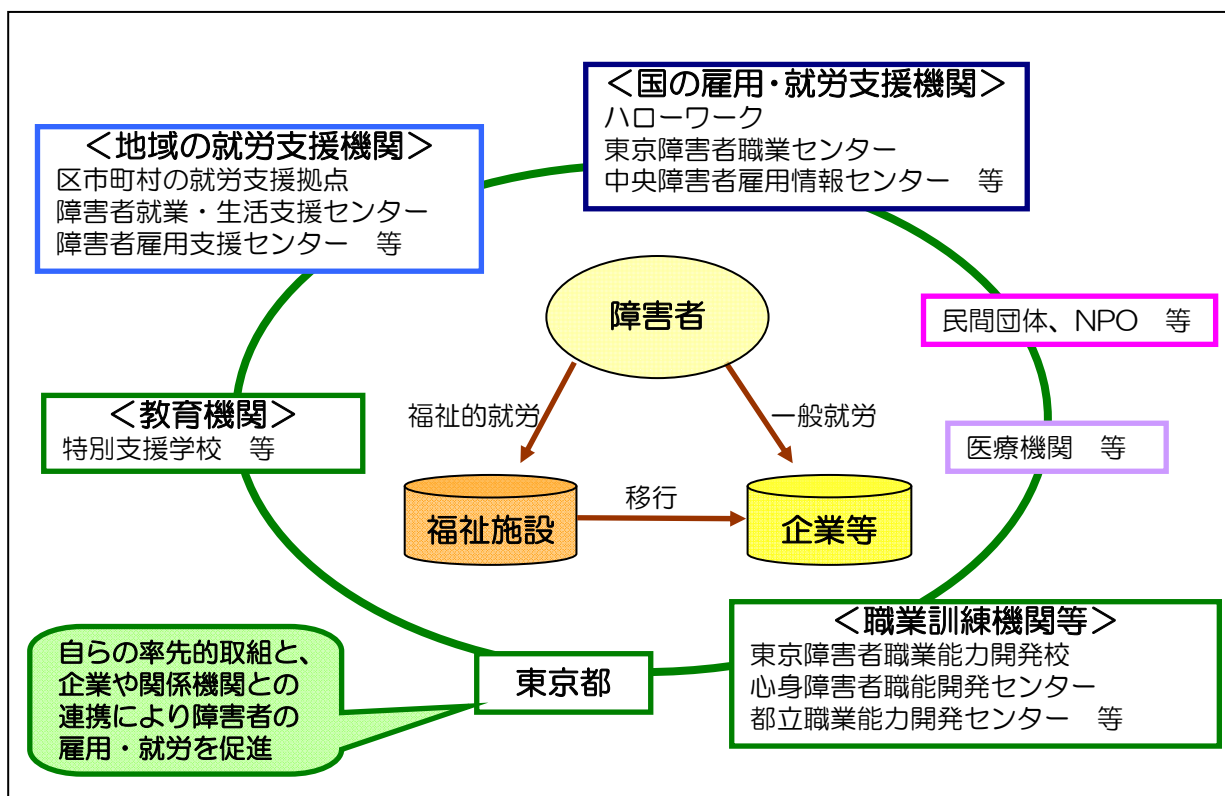 ＜国の雇用・就労支援機関＞
ハローワーク
東京障害者職業センター
中央障害者雇用情報センター　等
＜地域の就労支援機関＞
区市町村の就労支援拠点
障害者就業・生活支援センター
障害者雇用支援センター　等
障害者
民間団体、NPO　等
＜教育機関＞
特別支援学校　等
福祉的就労
一般就労
医療機関　等
福祉施設
移行
企業等
＜職業訓練機関等＞
東京障害者職業能力開発校
心身障害者職能開発センター
都立職業能力開発センター　等
東京都
自らの率先的取組と、
企業や関係機関との
連携により障害者の
雇用・就労を促進